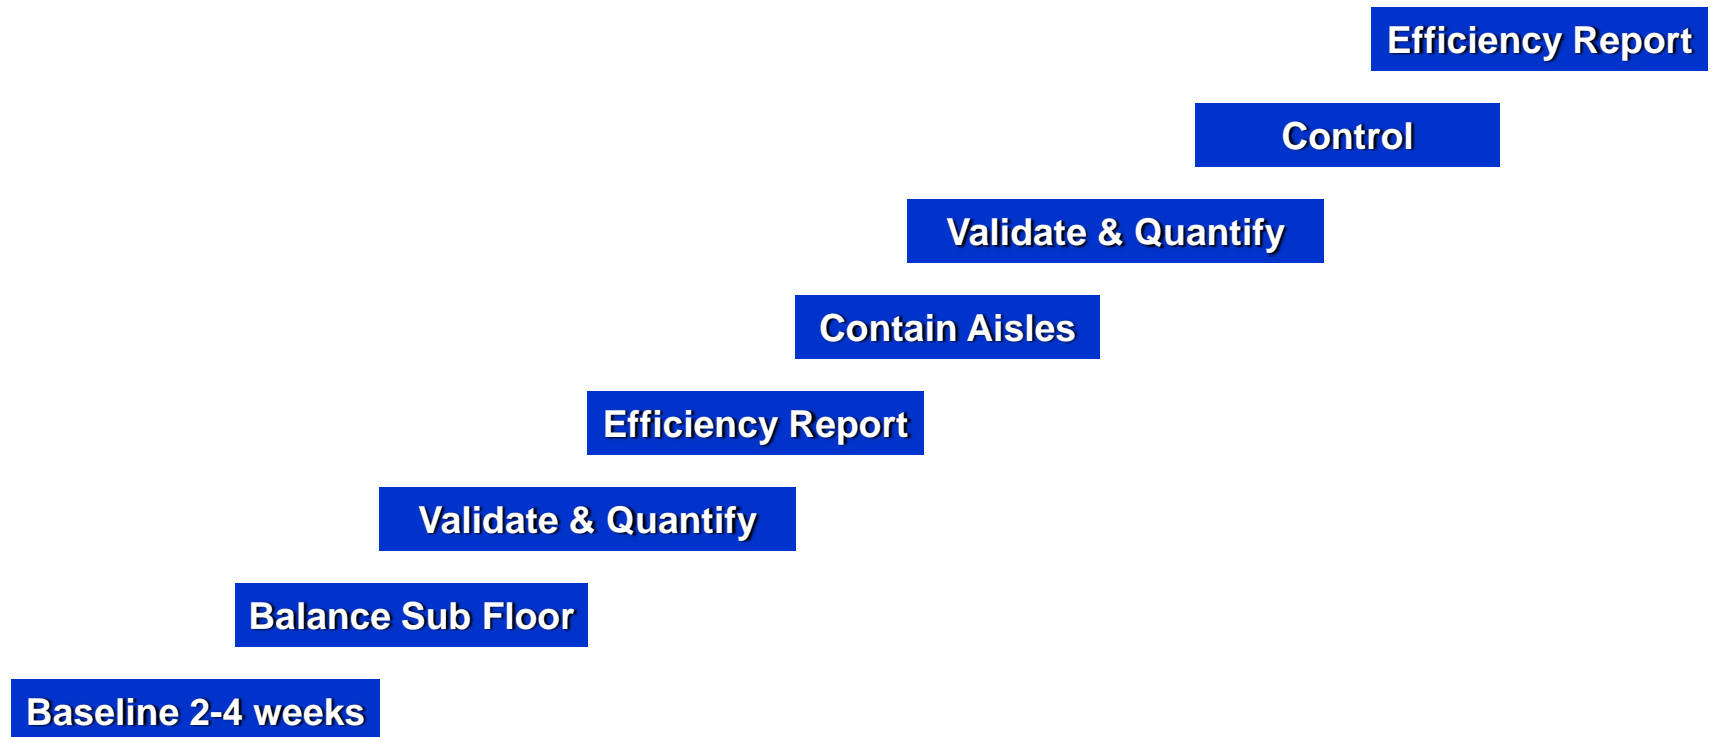 Efficiency Report
Control
Validate & Quantify
Contain Aisles
Efficiency Report
Validate & Quantify
Balance Sub Floor
Baseline 2-4 weeks